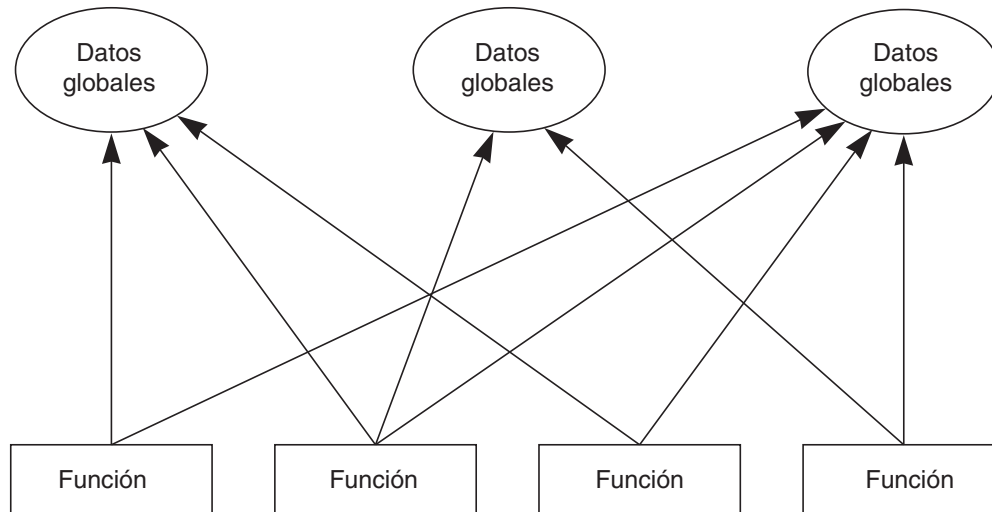 Datos
globales
Datos
globales
Datos
globales
Función
Función
Función
Función